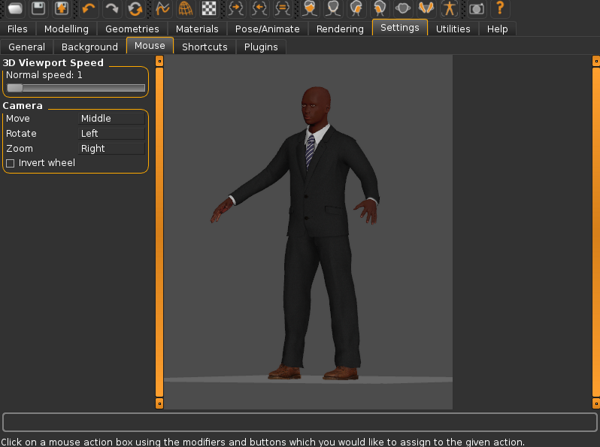 Files Modelling Geometries Materials Pose/Animate Rendering Settings Utilities Help
General Background Mouse Shortcuts Plugins
3D Viewport Speed
Normal speed: 1
Camera
Move Middle
Rotate Left
Zoom Right
Invert wheel
Click on a mouse action box using the modifiers and buttons which you would like to assign to the given action.